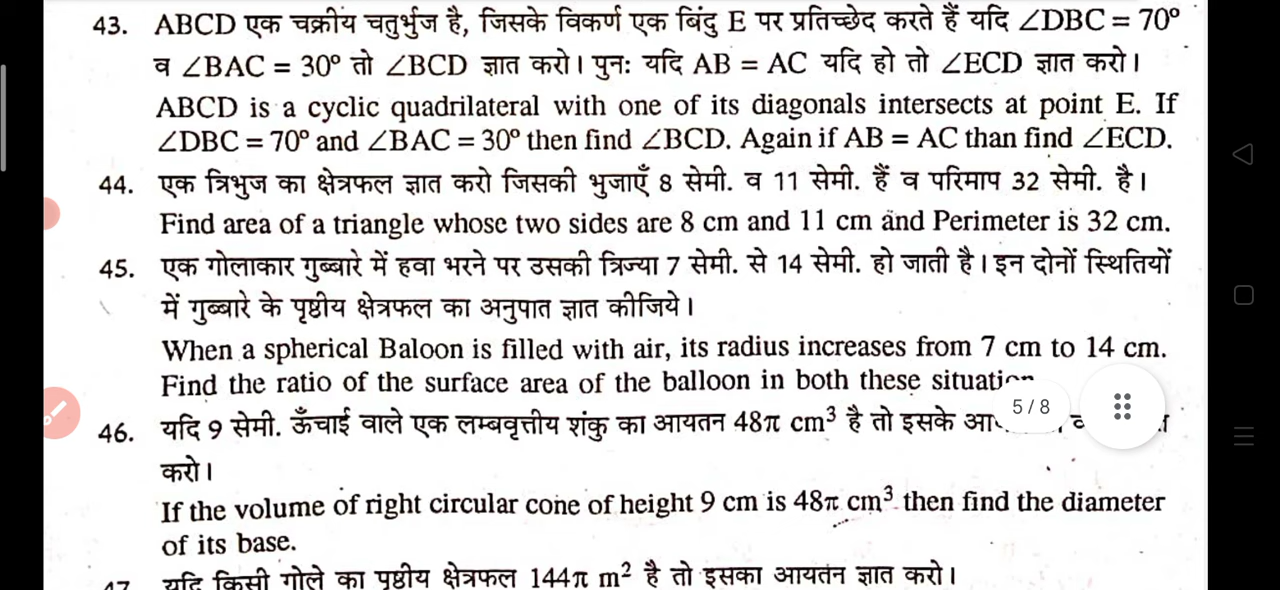 43. ABCD एक चक्रीय चतुर्भुज है, जिसके विकर्ण एक बिंदु E पर प्रतिच्छेद करते हैं यदि ∠DBC = 70º
व ∠BAC = 30º तो ∠BCD ज्ञात करो। पुनः यदि AB = AC यदि हो तो ∠ECD ज्ञात करो।
ABCD is a cyclic quadrilateral with one of its diagonals intersects at point E. If
∠DBC = 70º and ∠BAC = 30º then find ∠BCD. Again if AB = AC than find ∠ECD.
44. एक त्रिभुज का क्षेत्रफल ज्ञात करो जिसकी भुजाएँ 8 सेमी. व 11 सेमी. हैं व परिमाप 32 सेमी. है।
Find area of a triangle whose two sides are 8 cm and 11 cm and Perimeter is 32 cm.
45. एक गोलाकार गुब्बारे में हवा भरने पर उसकी त्रिज्या 7 सेमी. से 14 सेमी. हो जाती है। इन दोनों स्थितियों
में गुब्बारे के पृष्ठीय क्षेत्रफल का अनुपात ज्ञात कीजिये।
When a spherical Baloon is filled with air, its radius increases from 7 cm to 14 cm.
Find the ratio of the surface area of the balloon in both these
5 / 8
46. यदि 9 सेमी. ऊँचाई वाले एक लम्बवृत्तीय शंकु का आयतन 48π cm³ है तो इसके
करो।
If the volume of right circular cone of height 9 cm is 48π cm³ then find the diameter
of its base.
47. यदि किसी गोले का पृष्ठीय क्षेत्रफल 144π m² है तो इसका आयतन ज्ञात करो।